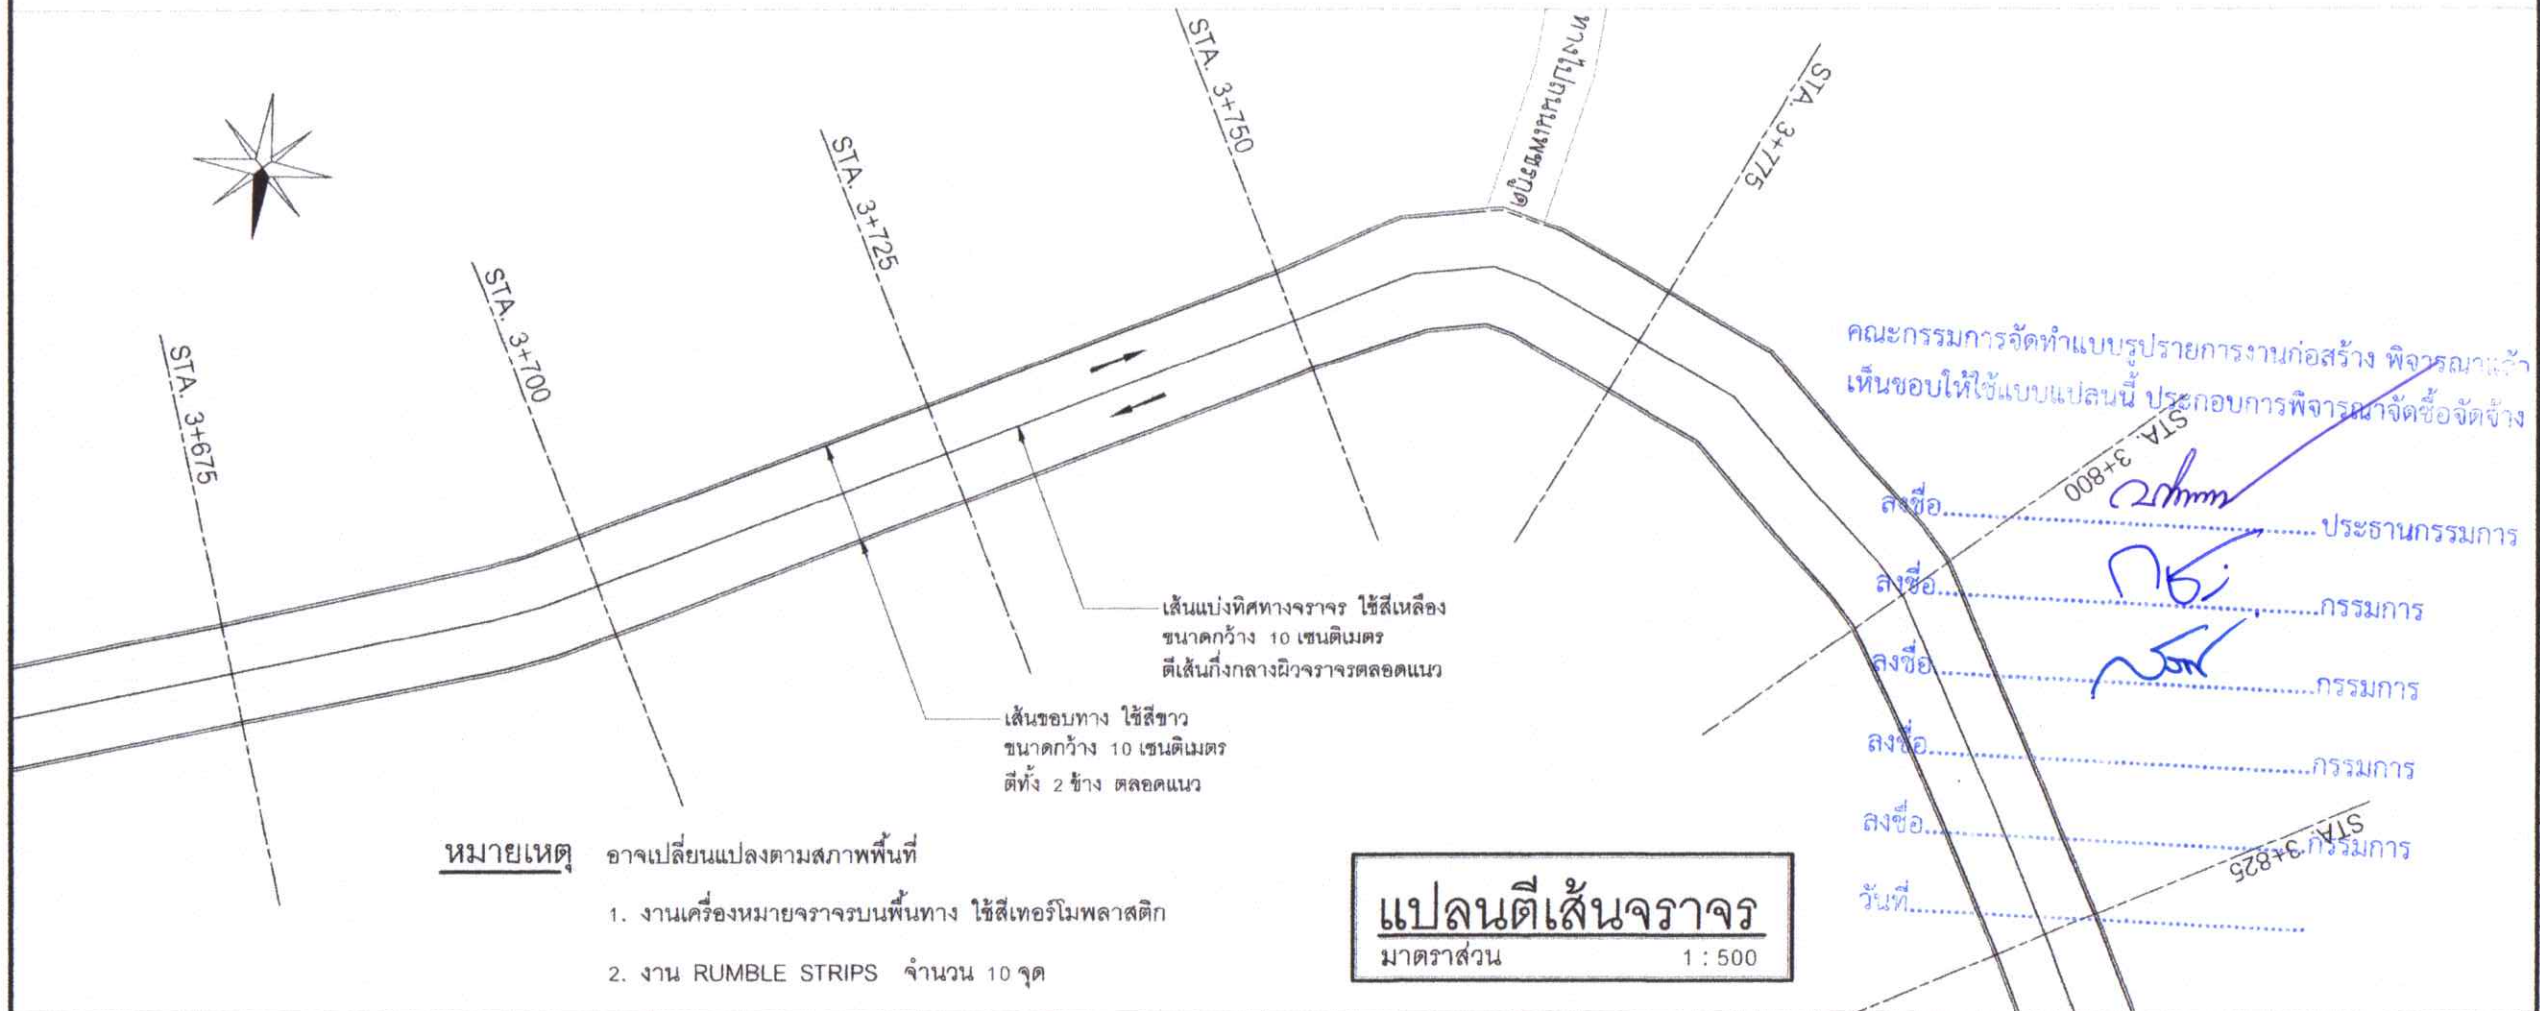 STA. 3+675
STA. 3+700
STA. 3+725
STA. 3+750
ทางไปถนนเพชรกูด
STA. 3+775
STA. 3+800
STA. 3+825
คณะกรรมการจัดทำแบบรูปรายการงานก่อสร้าง พิจารณาแล้ว
เห็นชอบให้ใช้แบบแปลนนี้ ประกอบการพิจารณาจัดซื้อจัดจ้าง
ลงชื่อ..............................ประธานกรรมการ
ลงชื่อ..............................กรรมการ
ลงชื่อ..............................กรรมการ
ลงชื่อ..............................กรรมการ
ลงชื่อ..............................กรรมการ
วันที่..............................
เส้นแบ่งทิศทางจราจร ใช้สีเหลือง
ขนาดกว้าง 10 เซนติเมตร
ตีเส้นกึ่งกลางผิวจราจรตลอดแนว
เส้นขอบทาง ใช้สีขาว
ขนาดกว้าง 10 เซนติเมตร
ตีทั้ง 2 ข้าง ตลอดแนว
หมายเหตุ อาจเปลี่ยนแปลงตามสภาพพื้นที่
1. งานเครื่องหมายจราจรบนพื้นทาง ใช้สีเทอร์โมพลาสติก
2. งาน RUMBLE STRIPS จำนวน 10 จุด
แปลนตีเส้นจราจร
มาตราส่วน 1 : 500